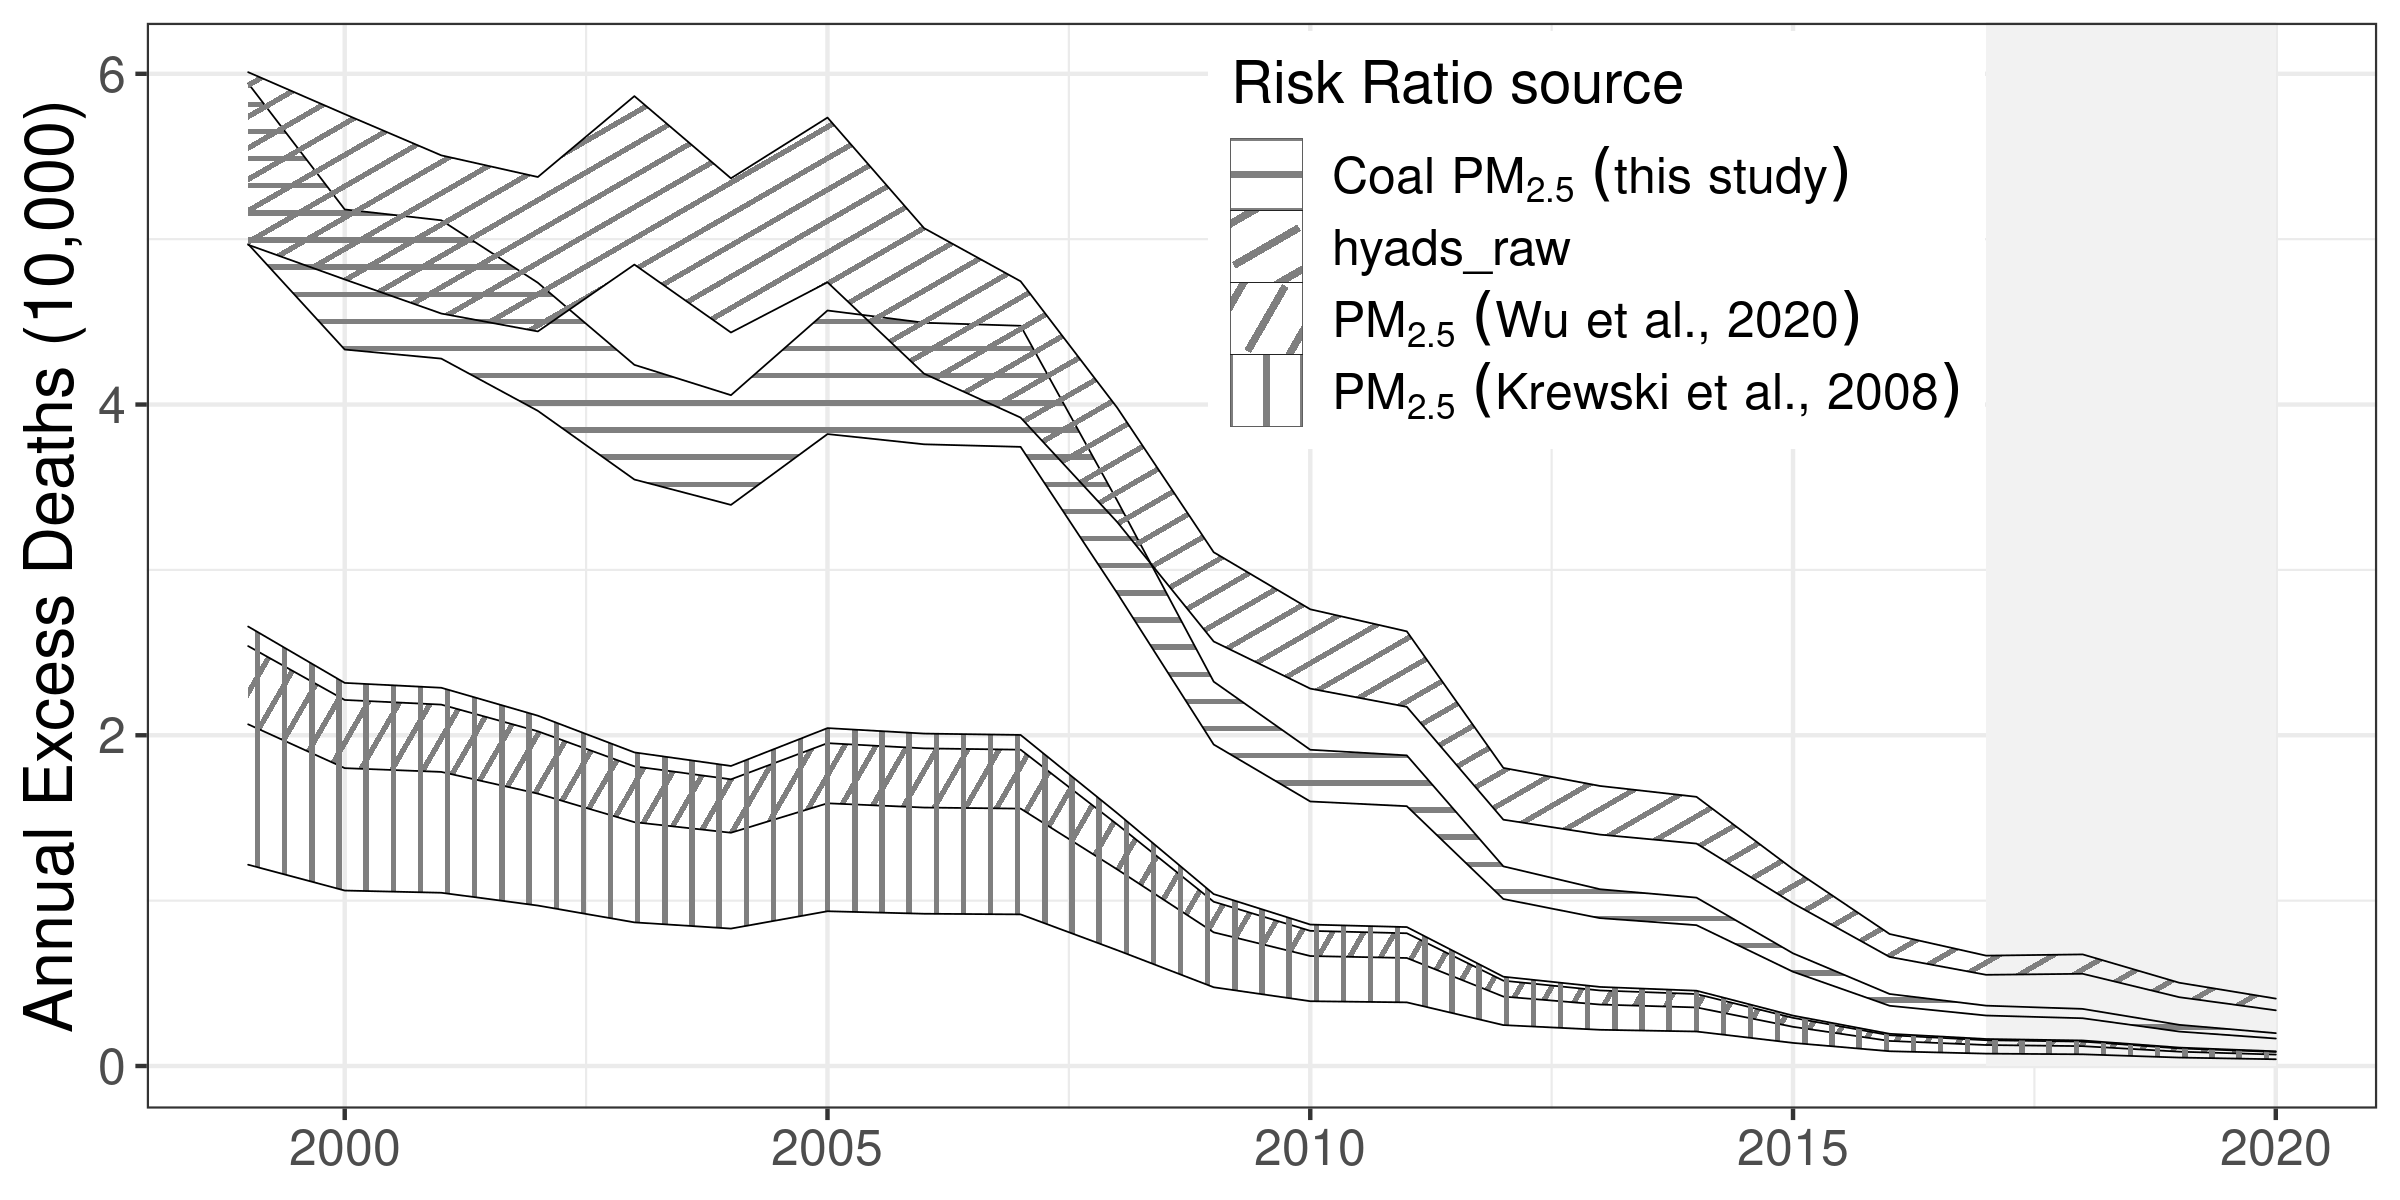 Annual Excess Deaths (10,000)
6
4
2
0
2000
2005
2010
2015
2020
Risk Ratio source
Coal PM2.5 (this study)
hyads_raw
PM2.5 (Wu et al., 2020)
PM2.5 (Krewski et al., 2008)